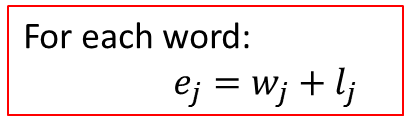 For each word:
e_j = w_j + l_j